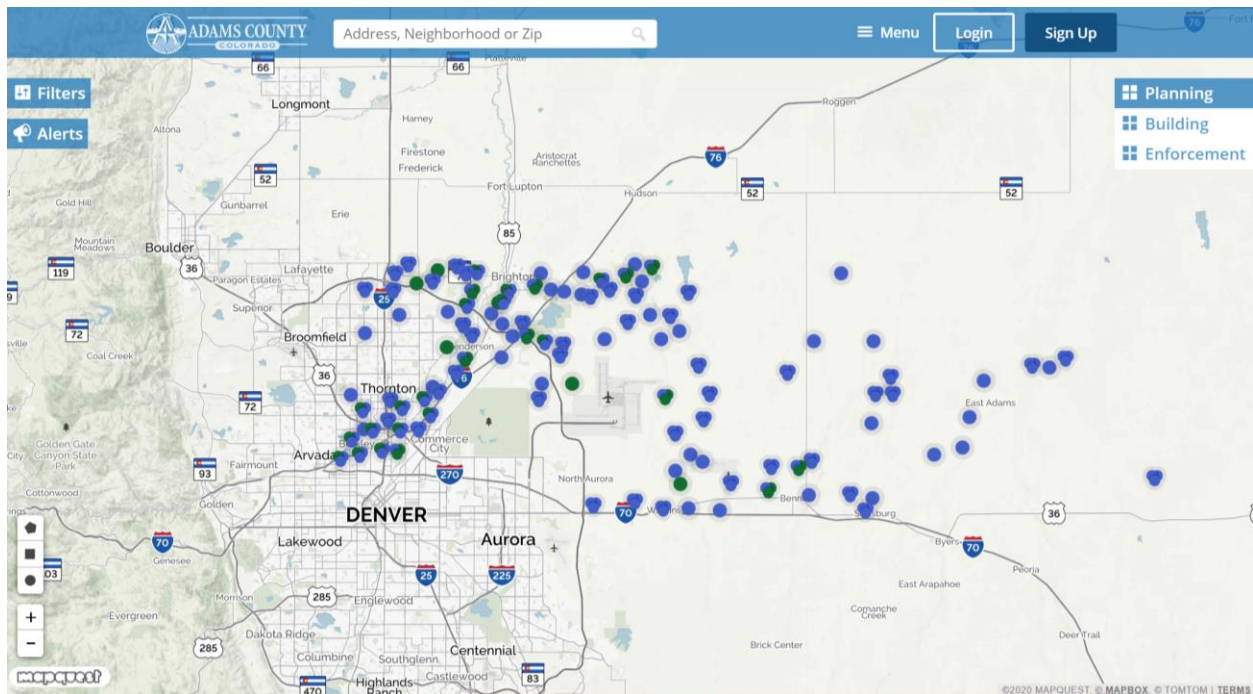 ADAMS COUNTY
COLORADO
Address, Neighborhood or Zip
Menu
Login
Sign Up
Filters
Alerts
Planning
Building
Enforcement
Platteville
66
66
76
76
Longmont
Roggen
Altona
Harney
Firestone
Frederick
Aristocrat
Ranchettes
76
52
Fort Lupton
Hudson
52
52
Gold Hill
Gunbarrel
Erie
85
Mountain
Meadows
Boulder
36
119
Lafayette
Paragon Estates
Brighton
25
Superior
72
Coal Creek
Broomfield
36
Thornton
72
East Adams
Golden Gate
Canyon State
Park
Commerce
City
Arvada
93
Fairmount
270
North Aurora
Cottonwood
Golden
70
36
DENVER
Lakewood
Aurora
70
Genesee
Byers
70
Peoria
25
225
East Arapahoe
285
Englewood
Morrison
Evergreen
Comanche
Creek
285
Dakota Ridge
Brick Center
Deer Trail
Columbine
Southglenn
Centennial
Castlewood
83
470
Highlands
Ranch
+
−
mapquest
©2020 MAPQUEST, © MAPBOX, © TOMTOM | TERMS